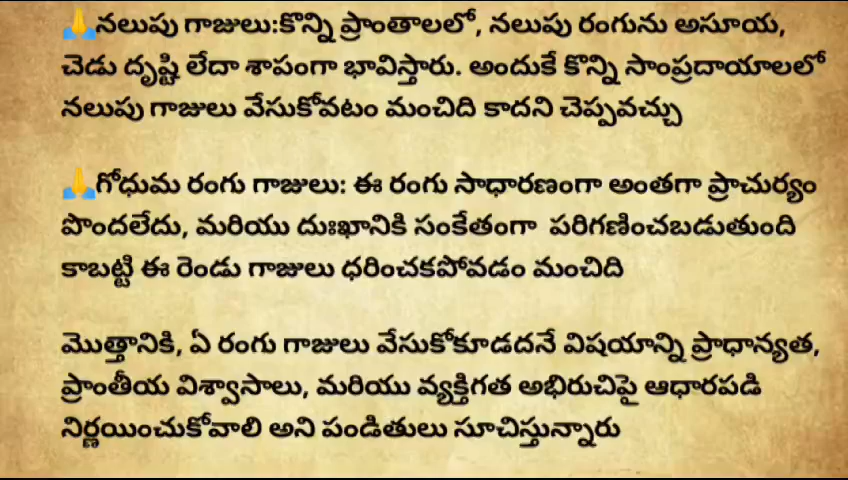 🙏నలుపు గాజులు:కొన్ని ప్రాంతాలలో, నలుపు రంగును అసూయ,
చెడు దృష్టి లేదా శాపంగా భావిస్తారు. అందుకే కొన్ని సాంప్రదాయాలలో
నలుపు గాజులు వేసుకోవటం మంచిది కాదని చెప్పవచ్చు
🙏గోధుమ రంగు గాజులు: ఈ రంగు సాధారణంగా అంతగా ప్రాచుర్యం
పొందలేదు, మరియు దుఃఖానికి సంకేతంగా పరిగణించబడుతుంది
కాబట్టి ఈ రెండు గాజులు ధరించకపోవడం మంచిది
మొత్తానికి, ఏ రంగు గాజులు వేసుకోకూడదనే విషయాన్ని ప్రాధాన్యత,
ప్రాంతీయ విశ్వాసాలు, మరియు వ్యక్తిగత అభిరుచిపై ఆధారపడి
నిర్ణయించుకోవాలి అని పండితులు సూచిస్తున్నారు